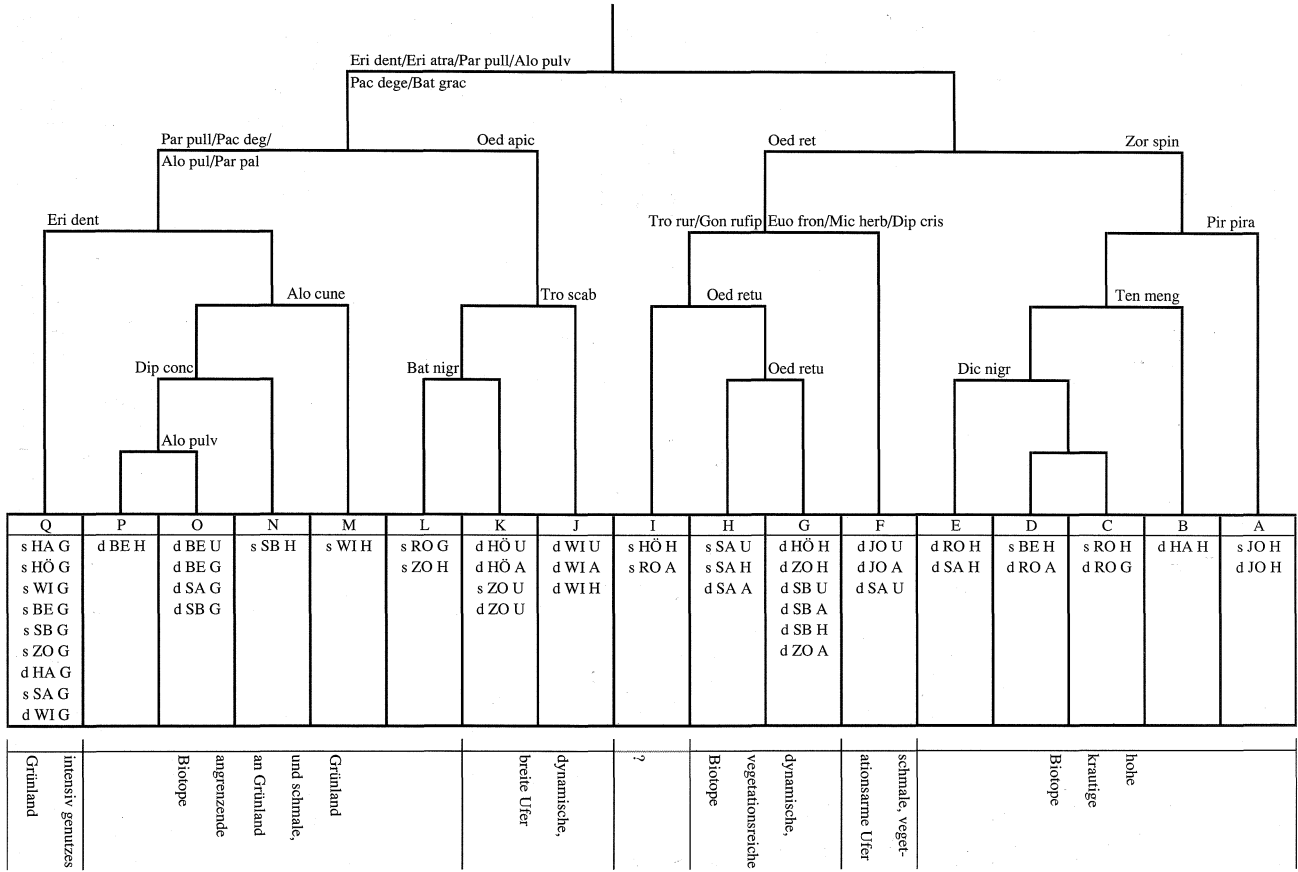 Eri dent/Eri atra/Par pull/Alo pulv
Pac dege/Bat grac
Par pull/Pac deg/
Alo pul/Par pal
Oed apic
Oed ret
Zor spin
Eri dent
Tro rur/Gon rufip
Euo fron/Mic herb/Dip cris
Pir pira
Alo cune
Tro scab
Oed retu
Ten meng
Dip conc
Bat nigr
Oed retu
Dic nigr
Alo pulv
Q P O N M L K J I H G F E D C B A
s HA G
s HÖ G
s WI G
s BE G
s SB G
s ZO G
d HA G
s SA G
d WI G
d BE H
d BE U
d BE G
d SA G
d SB G
s SB H
s WI H
s RO G
s ZO H
d HÖ U
d HÖ A
s ZO U
d ZO U
d WI U
d WI A
d WI H
s HÖ H
s RO A
s SA U
s SA H
d SA A
d HÖ H
d ZO H
d SB U
d SB A
d SB H
d ZO A
d JO U
d JO A
d SA U
d RO H
d SA H
s BE H
d RO A
s RO H
d RO G
d HA H
s JO H
d JO H
intensiv genutzes
Grünland
Grünland
und schmale,
an Grünland
angrenzende
Biotope
dynamische,
breite Ufer
?
dynamische,
vegetationsreiche
Biotope
schmale, veget-
ationsarme Ufer
hohe
krautige
Biotope